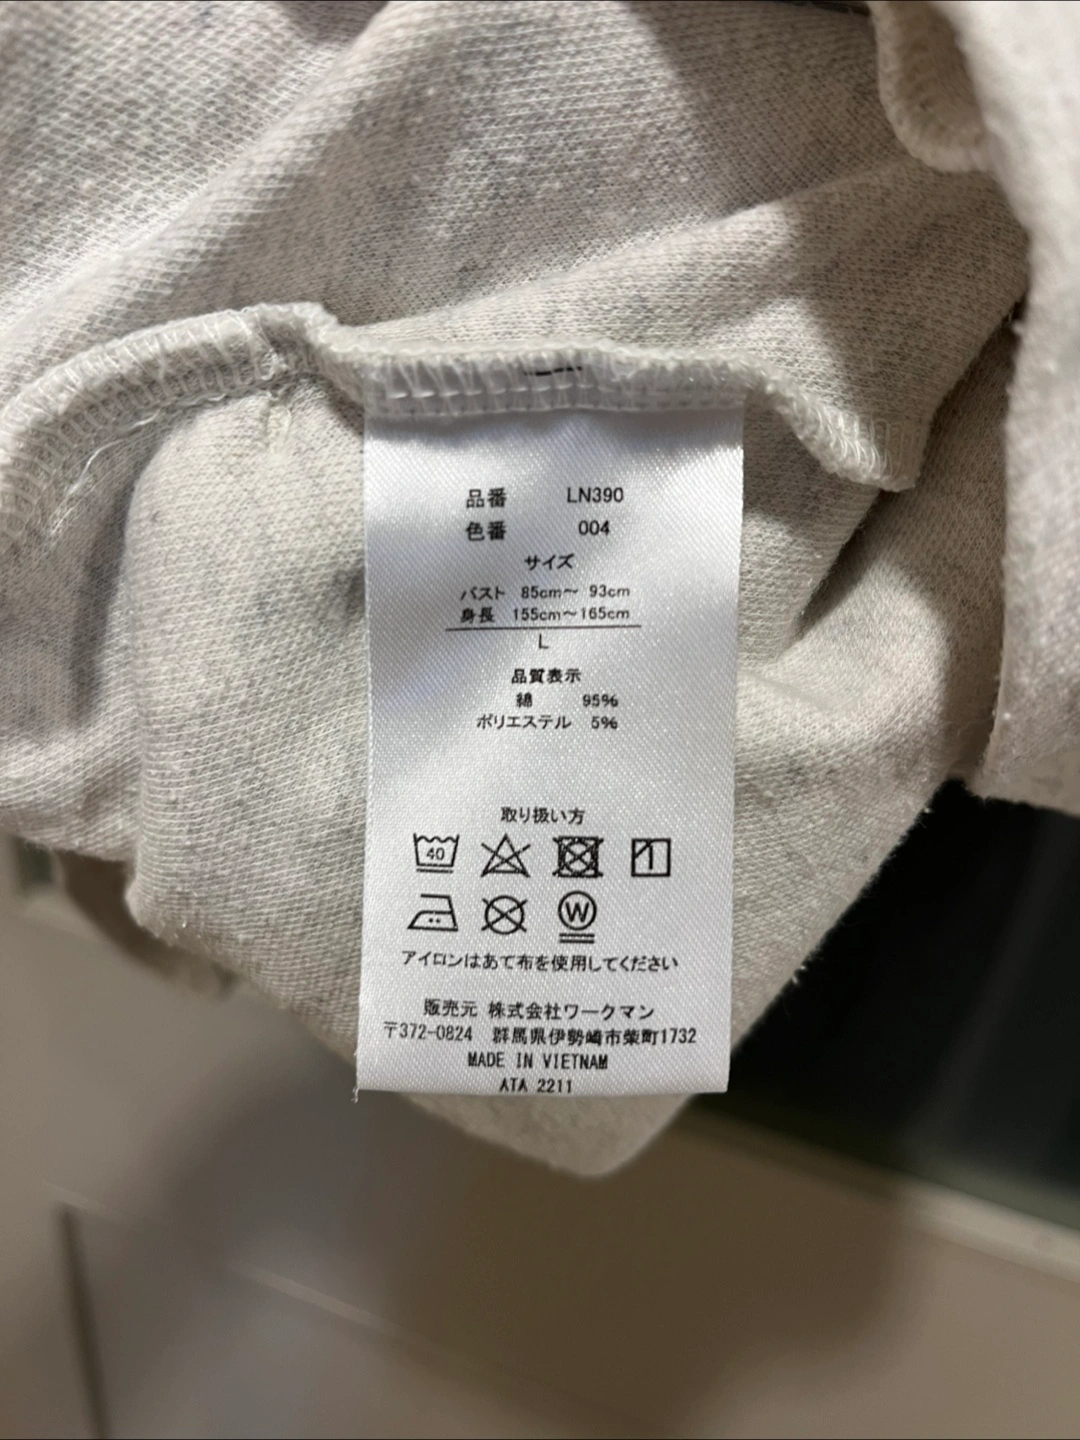 品番 LN390
色番 004
サイズ
バスト 85cm〜 93cm
身長 155cm〜165cm
L
品質表示
綿 95%
ポリエステル 5%
取り扱い方
40
W
アイロンはあて布を使用してください
販売元 株式会社ワークマン
〒372-0824 群馬県伊勢崎市柴町1732
MADE IN VIETNAM
ATA 2211